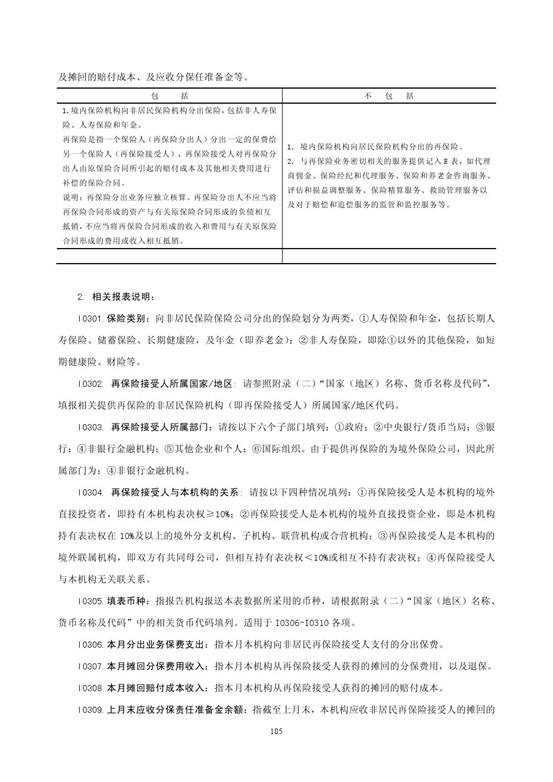 及摊回的赔付成本、及应收分保任准备金等。
包 括
不 包 括
1.境内保险机构向非居民保险机构分出保险,包括非人寿保
险、人寿保险和年金。
再保险是指一个保险人（再保险分出人）分出一定的保费给
另一个保险人（再保险接受人），再保险接受人对再保险分
出人由原保险合同所引起的赔付成本及其他相关费用进行
补偿的保险合同。
说明：再保险分出业务应独立核算。再保险分出人不应当将
再保险合同形成的资产与有关原保险合同形成的负债相互
抵销,不应当将再保险合同形成的收入和费用与有关原保险
合同形成的费用或收入相互抵销。
1. 境内保险机构向居民保险机构分出的再保险。
2. 与再保险业务密切相关的服务提供记入 E 表，如代理
商佣金、保险经纪和代理服务、保险和养老金咨询服务、
评估和损益调整服务、保险精算服务、救助管理服务以
及对于赔偿和追偿服务的监管和监控服务等。
2. 相关报表说明：
I0301.保险类别：向非居民保险保险公司分出的保险划分为两类，①人寿保险和年金，包括长期人
寿保险、储蓄保险、长期健康险，及年金（即养老金）；②非人寿保险，即除①以外的其他保险，如短
期健康险、财险等。
I0302. 再保险接受人所属国家/地区：请参照附录（二）“国家（地区）名称、货币名称及代码”，
填报相关提供再保险的非居民保险机构（即再保险接受人）所属国家/地区代码。
I0303. 再保险接受人所属部门：请按以下六个子部门填列：①政府；②中央银行/货币当局；③银
行；④非银行金融机构；⑤其他企业和个人；⑥国际组织。由于提供再保险的为境外保险公司，因此所
属部门为：④非银行金融机构。
I0304. 再保险接受人与本机构的关系：请按以下四种情况填列：①再保险接受人是本机构的境外
直接投资者，即持有本机构表决权≥10%；②再保险接受人是本机构的境外直接投资企业，即是本机构
持有表决权在 10%及以上的境外分支机构、子机构、联营机构或合营机构；③再保险接受人是本机构的
境外联属机构，即双方有共同母公司，但相互持有表决权＜10%或相互不持有表决权；④再保险接受人
与本机构无关联关系。
I0305.填表币种：指报告机构报送本表数据所采用的币种，请根据附录（二）“国家（地区）名称、
货币名称及代码”中的相关货币代码填列。适用于 I0306-I0310 各项。
I0306.本月分出业务保费支出：指本月本机构向非居民再保险接受人支付的分出保费。
I0307.本月摊回分保费用收入：指本月本机构从再保险接受人获得的摊回的分保费用，以及退保。
I0308.本月摊回赔付成本收入：指本月本机构从再保险接受人获得的摊回的赔付成本。
I0309.上月末应收分保责任准备金余额：指截至上月末，本机构应收非居民再保险接受人的摊回的
105